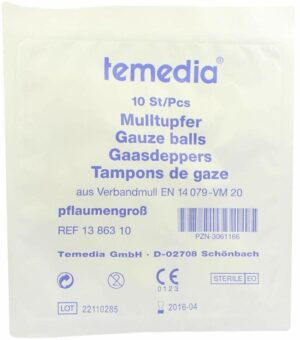 temedia®
10 St/Pcs
Mulltupfer
Gauze balls
Gaasdeppers
Tampons de gaze
aus Verbandmull EN 14 079-VM 20
pflaumengroß
REF 13 863 10
PZN-3061166
Temedia GmbH · D-02708 Schönbach
2
CE
0123
STERILE EO
LOT 22110285
2016-04